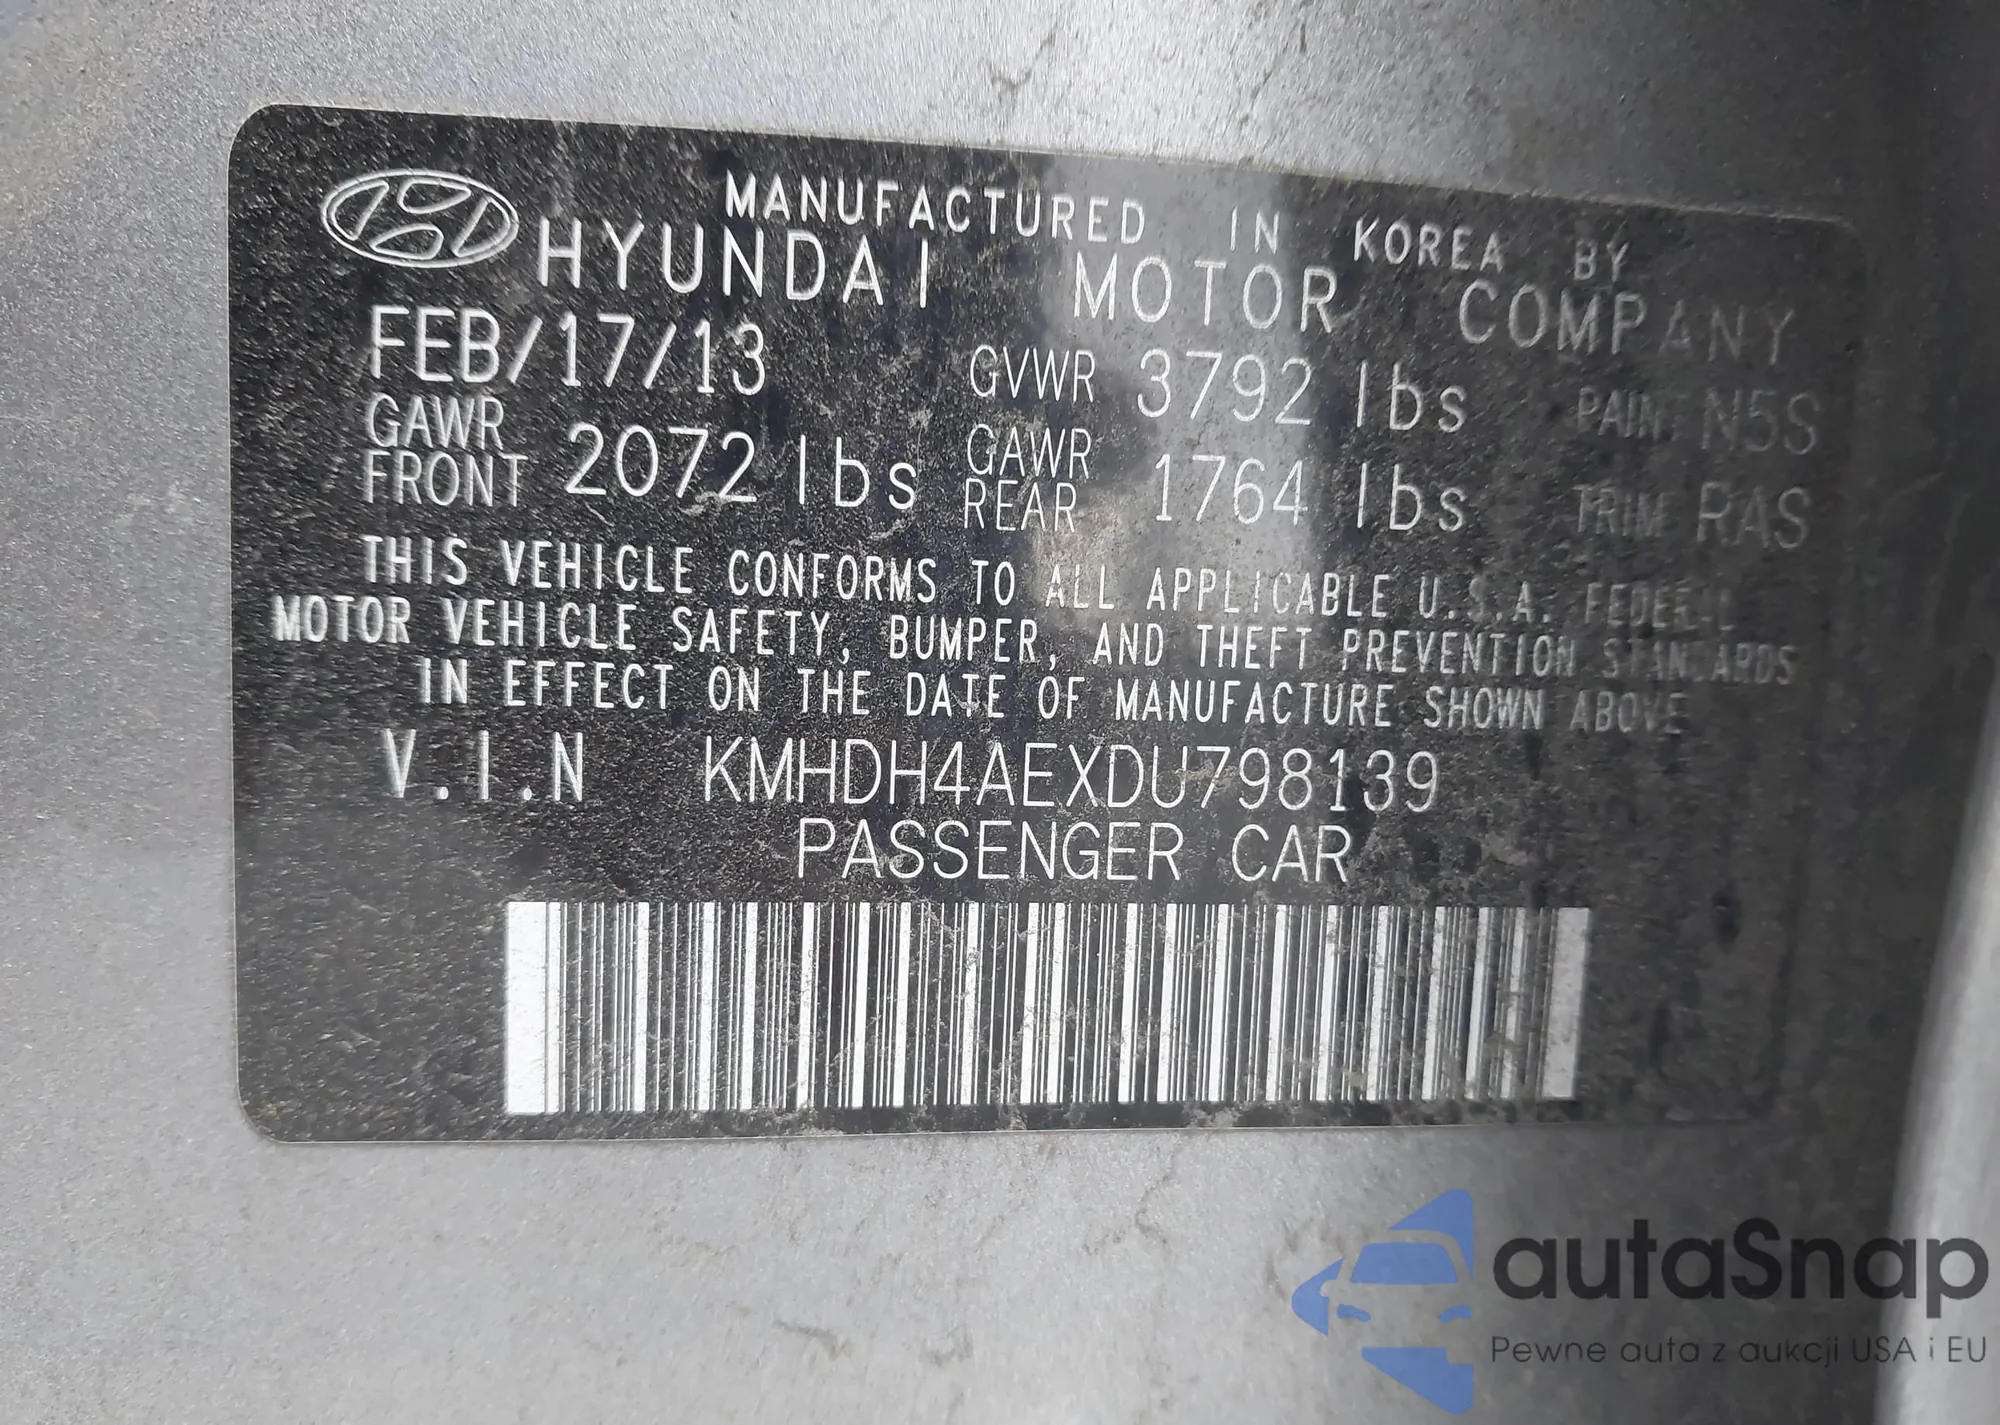 MANUFACTURED IN KOREA BY
HYUNDAI MOTOR COMPANY
FEB/17/13 GVWR 3792 lbs PAINT N5S
GAWR FRONT 2072 lbs GAWR REAR 1764 lbs TRIM RAS
THIS VEHICLE CONFORMS TO ALL APPLICABLE U.S.A. FEDERAL
MOTOR VEHICLE SAFETY, BUMPER, AND THEFT PREVENTION STANDARDS
IN EFFECT ON THE DATE OF MANUFACTURE SHOWN ABOVE
V.I.N KMHDH4AEXDU798139
PASSENGER CAR
autaSnap
Pewne auta z aukcji USA i EU